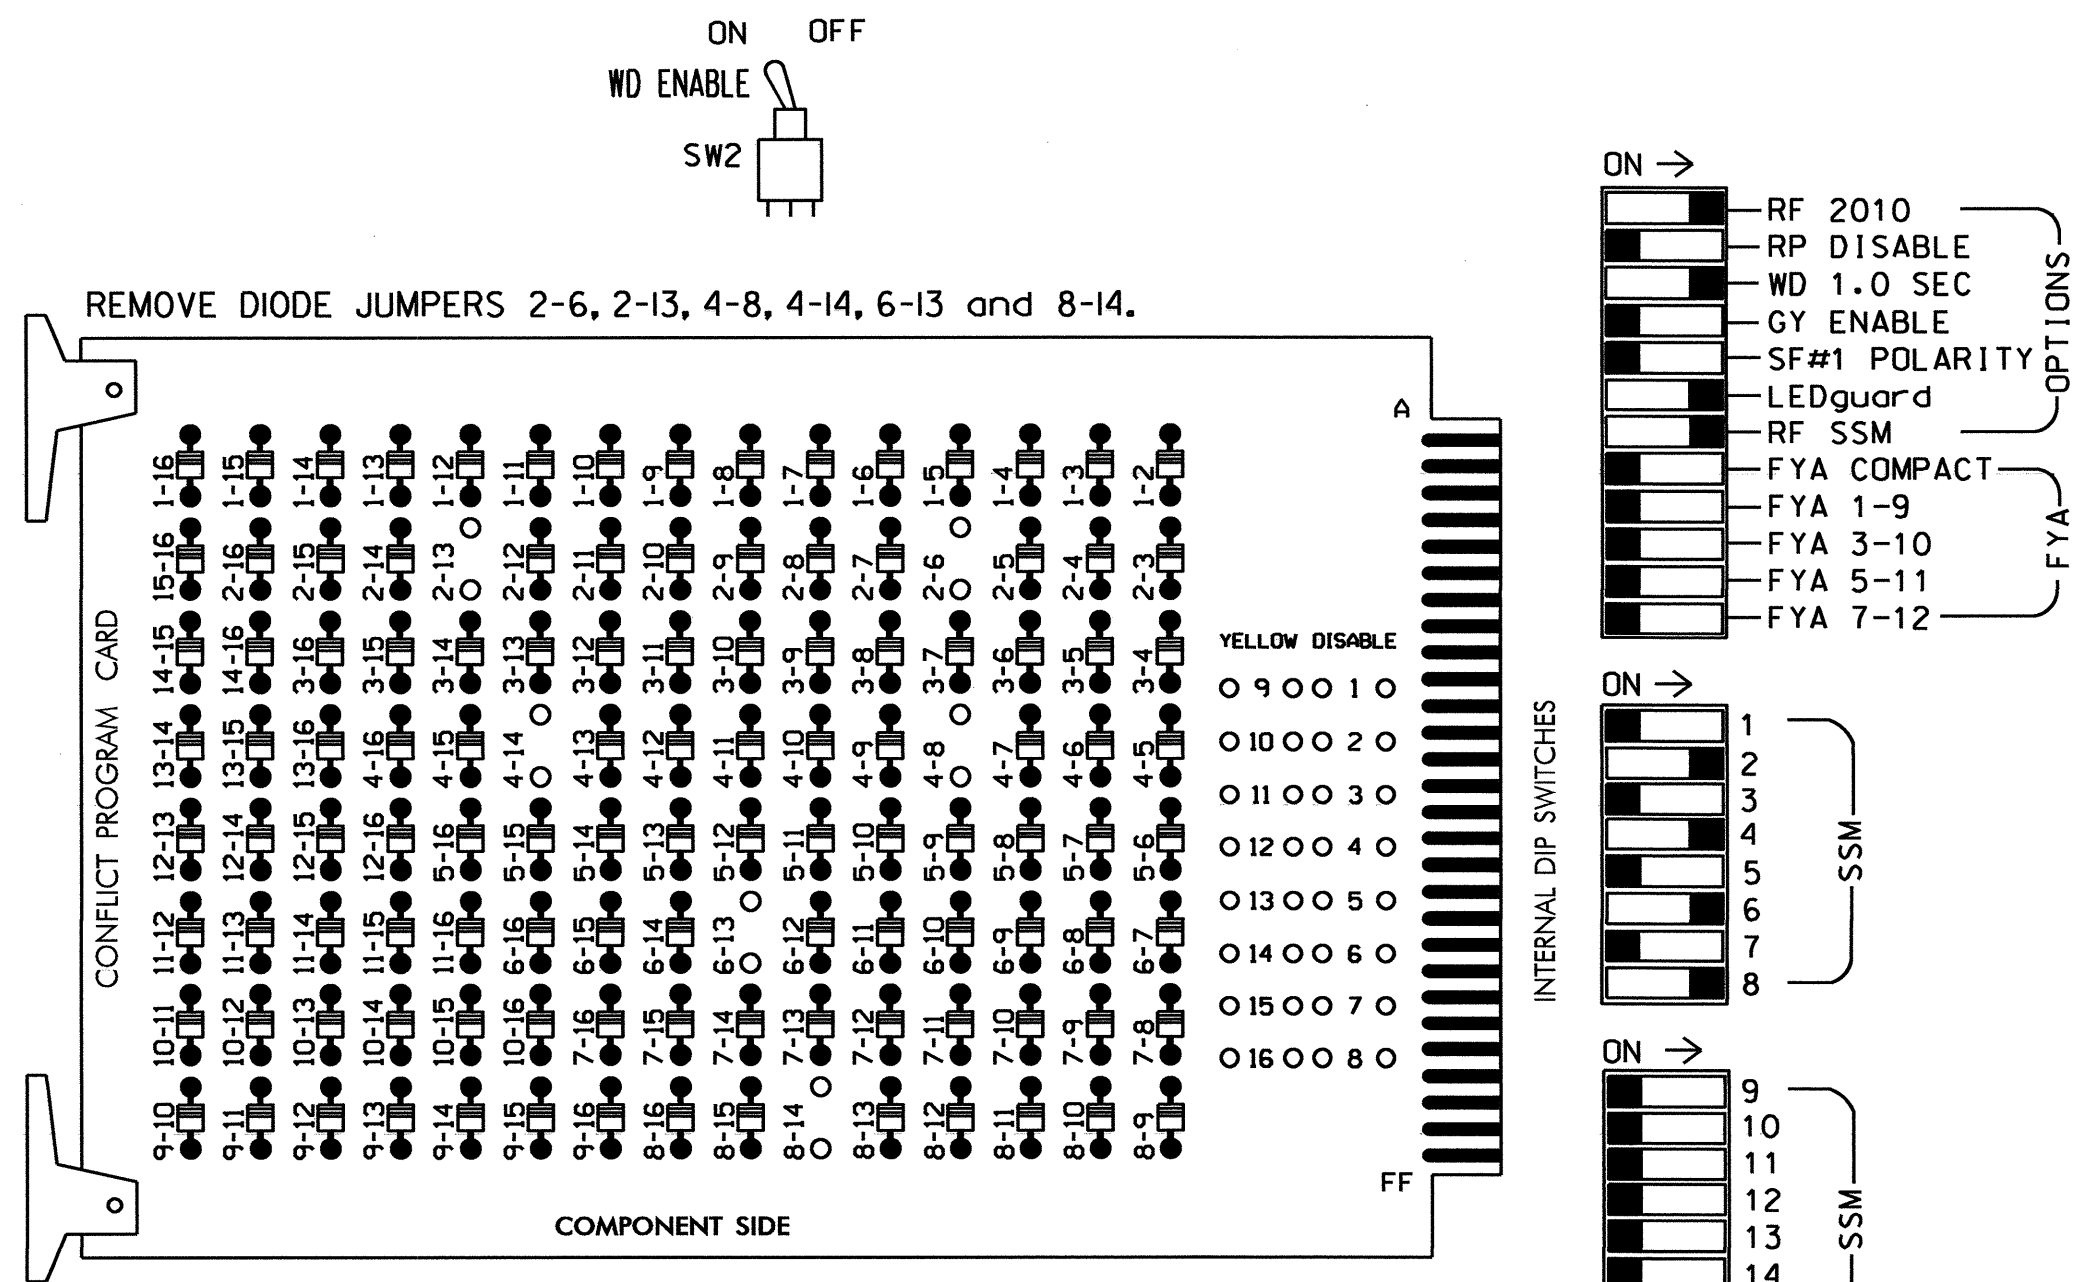 ON OFF
WD ENABLE
SW2
REMOVE DIODE JUMPERS 2-6, 2-13, 4-8, 4-14, 6-13 and 8-14.
A
1-16 1-15 1-14 1-13 1-12 1-11 1-10 1-9 1-8 1-7 1-6 1-5 1-4 1-3 1-2
15-16 2-16 2-15 2-14 2-13 2-12 2-11 2-10 2-9 2-8 2-7 2-6 2-5 2-4 2-3
14-15 14-16 3-16 3-15 3-14 3-13 3-12 3-11 3-10 3-9 3-8 3-7 3-6 3-5 3-4
13-14 13-15 13-16 4-16 4-15 4-14 4-13 4-12 4-11 4-10 4-9 4-8 4-7 4-6 4-5
12-13 12-14 12-15 12-16 5-16 5-15 5-14 5-13 5-12 5-11 5-10 5-9 5-8 5-7 5-6
11-12 11-13 11-14 11-15 11-16 6-16 6-15 6-14 6-13 6-12 6-11 6-10 6-9 6-8 6-7
10-11 10-12 10-13 10-14 10-15 10-16 7-16 7-15 7-14 7-13 7-12 7-11 7-10 7-9 7-8
9-10 9-11 9-12 9-13 9-14 9-15 9-16 8-16 8-15 8-14 8-13 8-12 8-11 8-10 8-9
CONFLICT PROGRAM CARD
YELLOW DISABLE
9 1
10 2
11 3
12 4
13 5
14 6
15 7
16 8
FF
COMPONENT SIDE
INTERNAL DIP SWITCHES
ON →
RF 2010
RP DISABLE
WD 1.0 SEC
GY ENABLE
SF#1 POLARITY
LEDguard
RF SSM
OPTIONS
FYA COMPACT
FYA 1-9
FYA 3-10
FYA 5-11
FYA 7-12
FYA
ON →
1
2
3
4
5
6
7
8
SSM
ON →
9
10
11
12
13
14
SSM